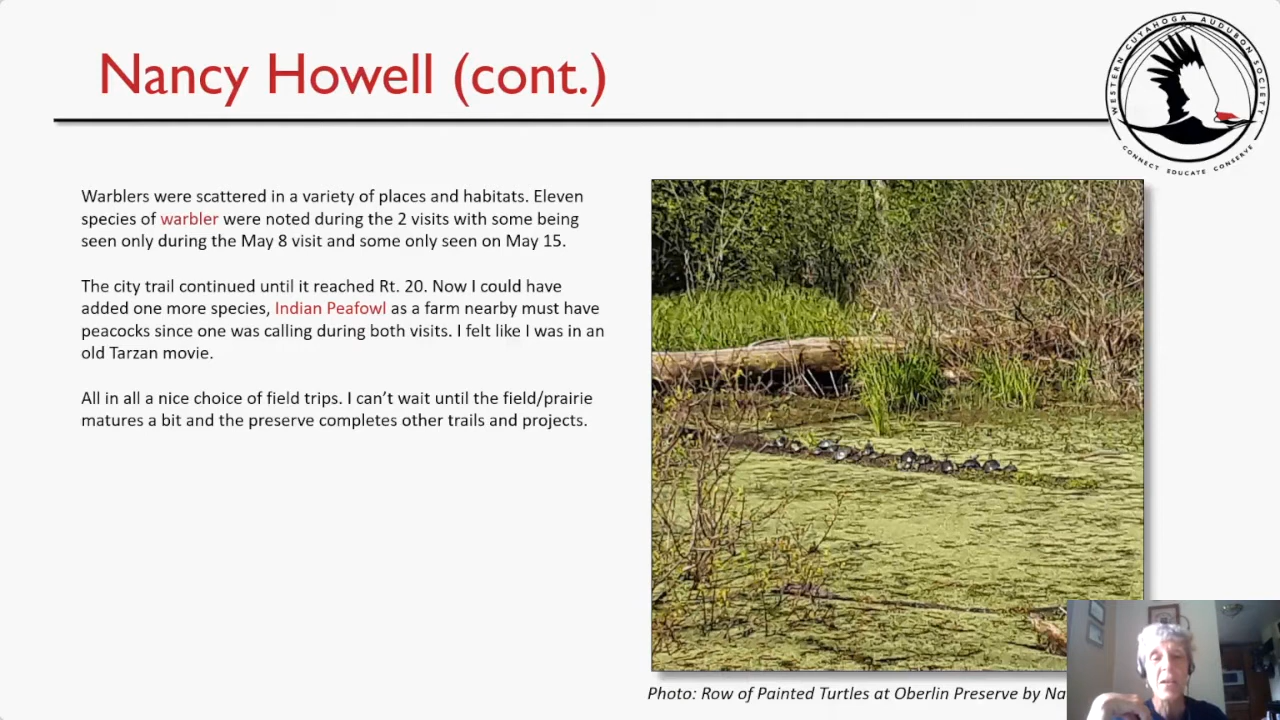 Nancy Howell (cont.)
WESTERN CUYAHOGA AUDUBON SOCIETY
CONNECT EDUCATE CONSERVE
Warblers were scattered in a variety of places and habitats. Eleven
species of warbler were noted during the 2 visits with some being
seen only during the May 8 visit and some only seen on May 15.
The city trail continued until it reached Rt. 20. Now I could have
added one more species, Indian Peafowl as a farm nearby must have
peacocks since one was calling during both visits. I felt like I was in an
old Tarzan movie.
All in all a nice choice of field trips. I can’t wait until the field/prairie
matures a bit and the preserve completes other trails and projects.
Photo: Row of Painted Turtles at Oberlin Preserve by Na